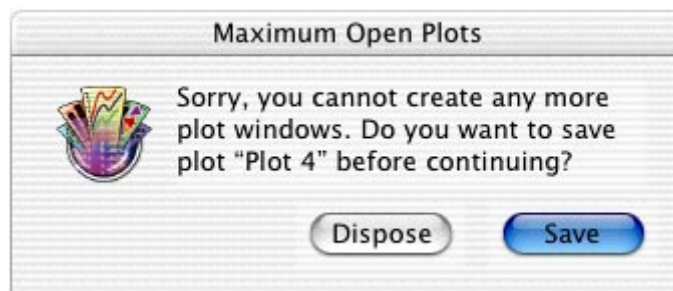 Maximum Open Plots
Sorry, you cannot create any more
plot windows. Do you want to save
plot “Plot 4” before continuing?
Dispose
Save